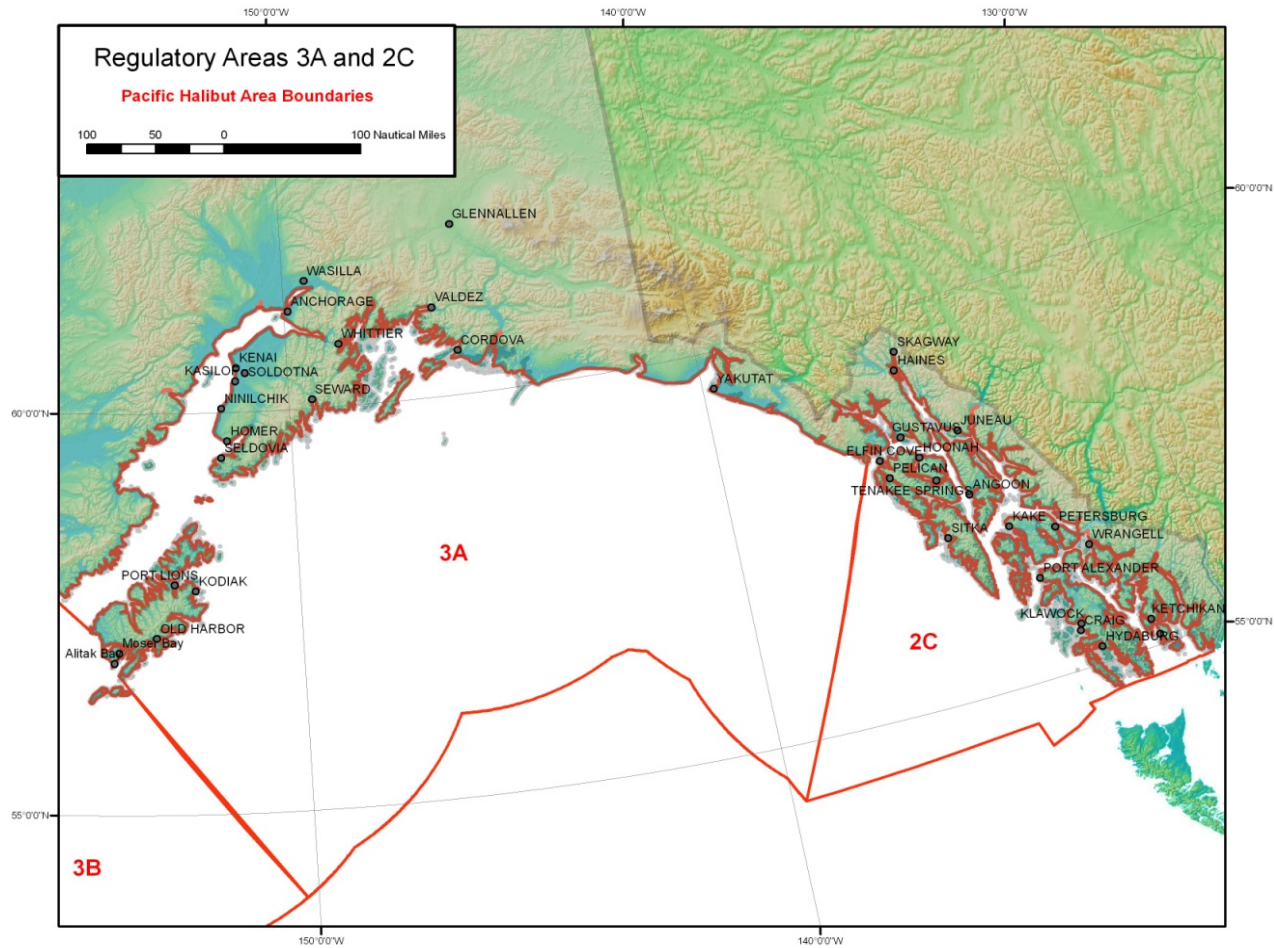 150°0'0"W
140°0'0"W
130°0'0"W
Regulatory Areas 3A and 2C
Pacific Halibut Area Boundaries
100 50 0 100 Nautical Miles
60°0'0"N
GLENNALLEN
WASILLA
ANCHORAGE
VALDEZ
WHITTIER
CORDOVA
SKAGWAY
HAINES
KENAI
KASILOF
SOLDOTNA
YAKUTAT
SEWARD
NINILCHIK
60°0'0"N
HOMER
SELDOVIA
GUSTAVUS
JUNEAU
ELFIN COVE
HOONAH
PELICAN
TENAKEE SPRINGS
ANGOON
KAKE
PETERSBURG
SITKA
WRANGELL
3A
PORT LIONS
KODIAK
PORT ALEXANDER
KLAWOCK
CRAIG
KETCHIKAN
55°0'0"N
OLD HARBOR
Moser Bay
Alitak Bay
HYDABURG
2C
55°0'0"N
3B
150°0'0"W
140°0'0"W